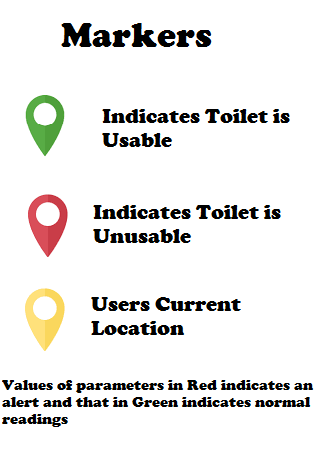 Markers
Indicates Toilet is
Usable
Indicates Toilet is
Unusable
Users Current
Location
Values of parameters in Red indicates an
alert and that in Green indicates normal
readings